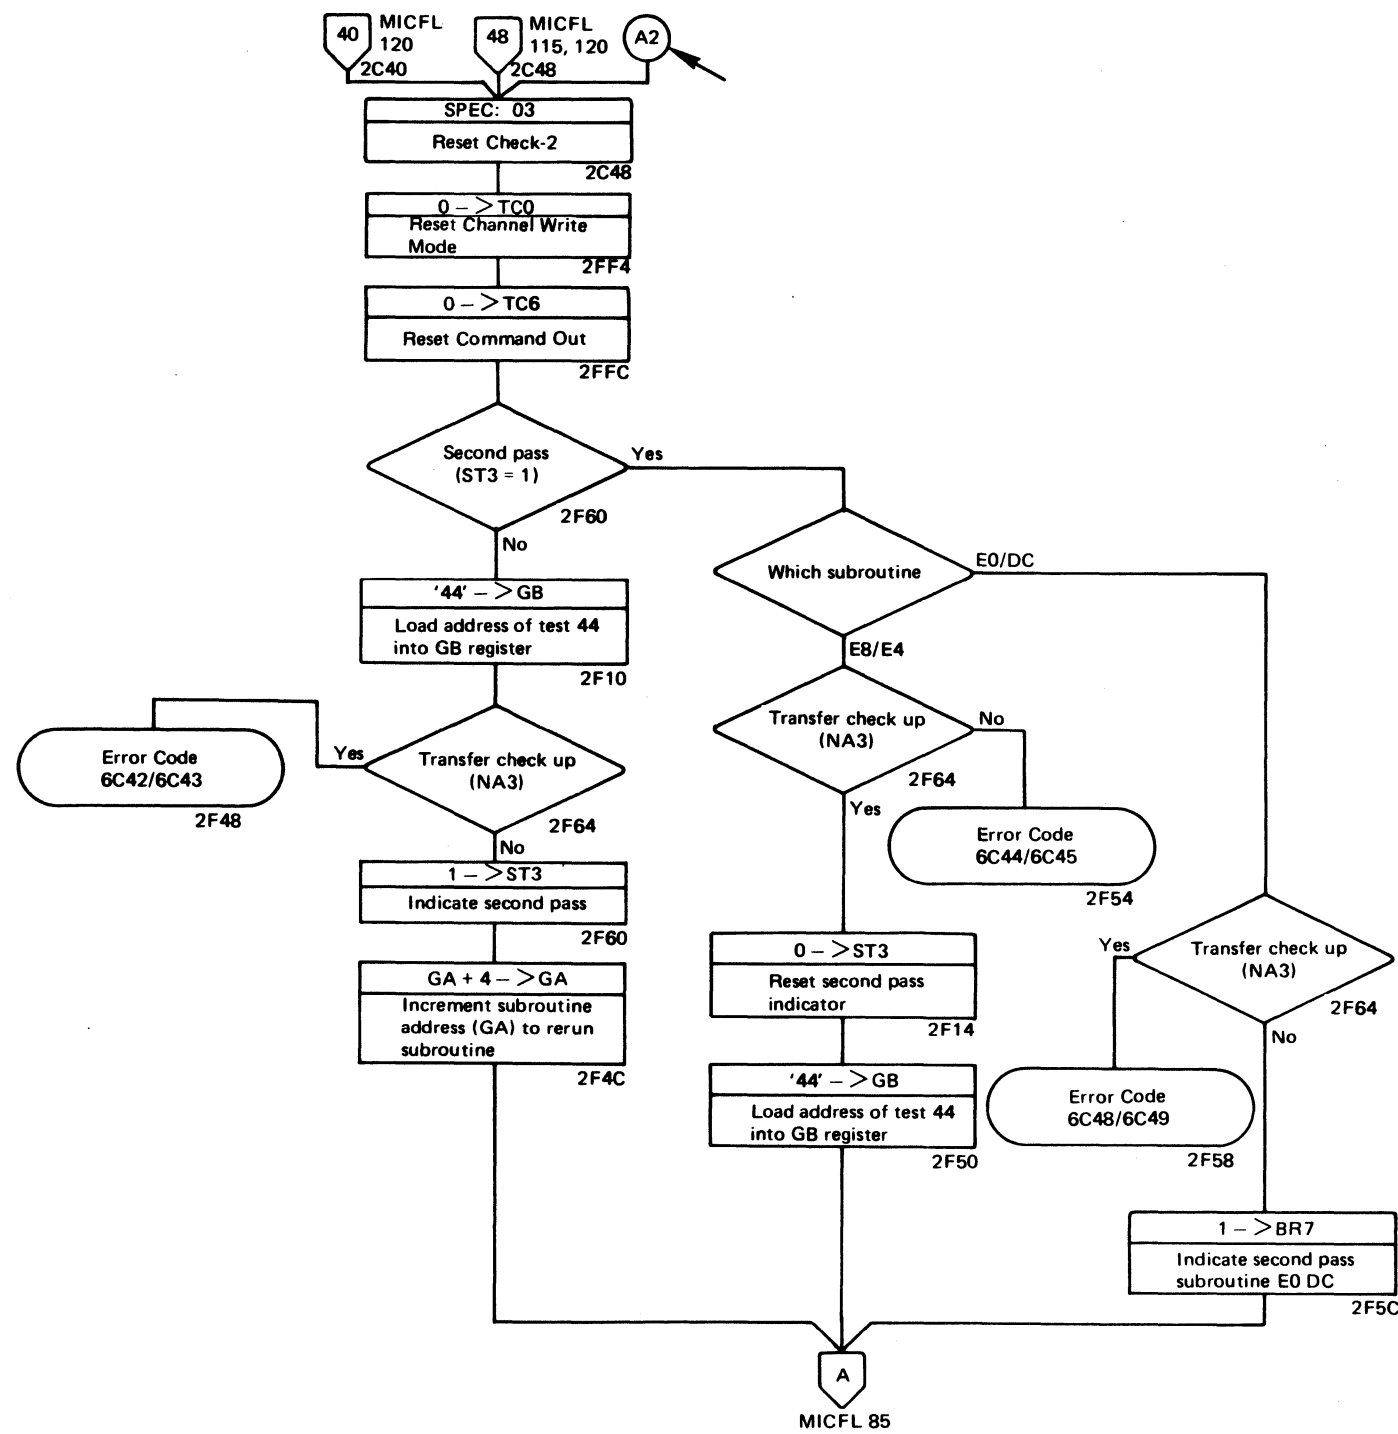 40
MICFL
120
2C40
48
MICFL
115, 120
2C48
A2
SPEC: 03
Reset Check-2
2C48
0 –> TC0
Reset Channel Write
Mode
2FF4
0 –> TC6
Reset Command Out
2FFC
Second pass
(ST3 = 1)
Yes
2F60
No
Which subroutine
E0/DC
E8/E4
'44' –> GB
Load address of test 44
into GB register
2F10
Transfer check up
(NA3)
Yes
2F64
No
Error Code
6C42/6C43
2F48
1 –> ST3
Indicate second pass
2F60
GA + 4 –> GA
Increment subroutine
address (GA) to rerun
subroutine
2F4C
Transfer check up
(NA3)
No
2F64
Yes
Error Code
6C44/6C45
2F54
0 –> ST3
Reset second pass
indicator
2F14
'44' –> GB
Load address of test 44
into GB register
2F50
Transfer check up
(NA3)
Yes
2F64
No
Error Code
6C48/6C49
2F58
1 –> BR7
Indicate second pass
subroutine E0 DC
2F5C
A
MICFL 85